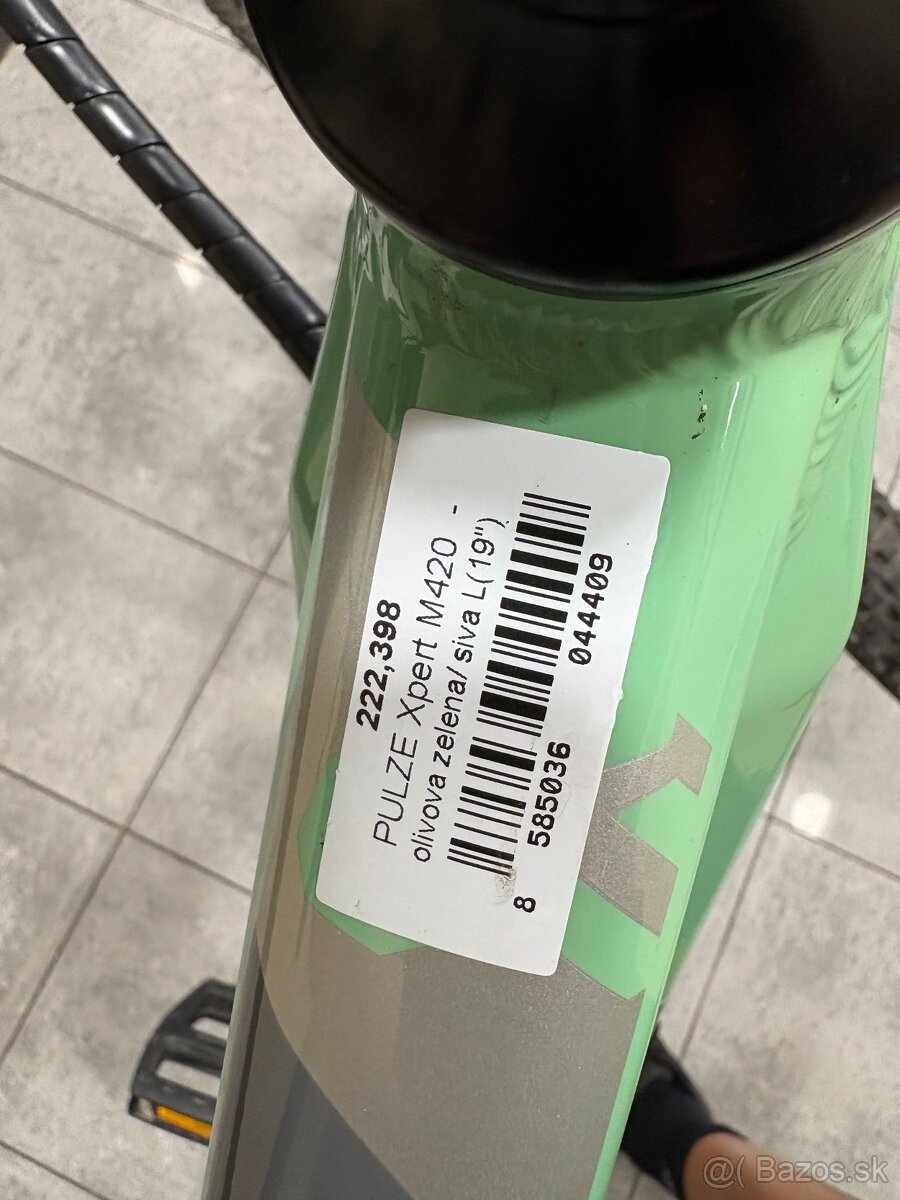 222,398
PULZE Xpert M420 -
olivova zelena/ siva L(19")
8 585036 044409
@( Bazos.sk